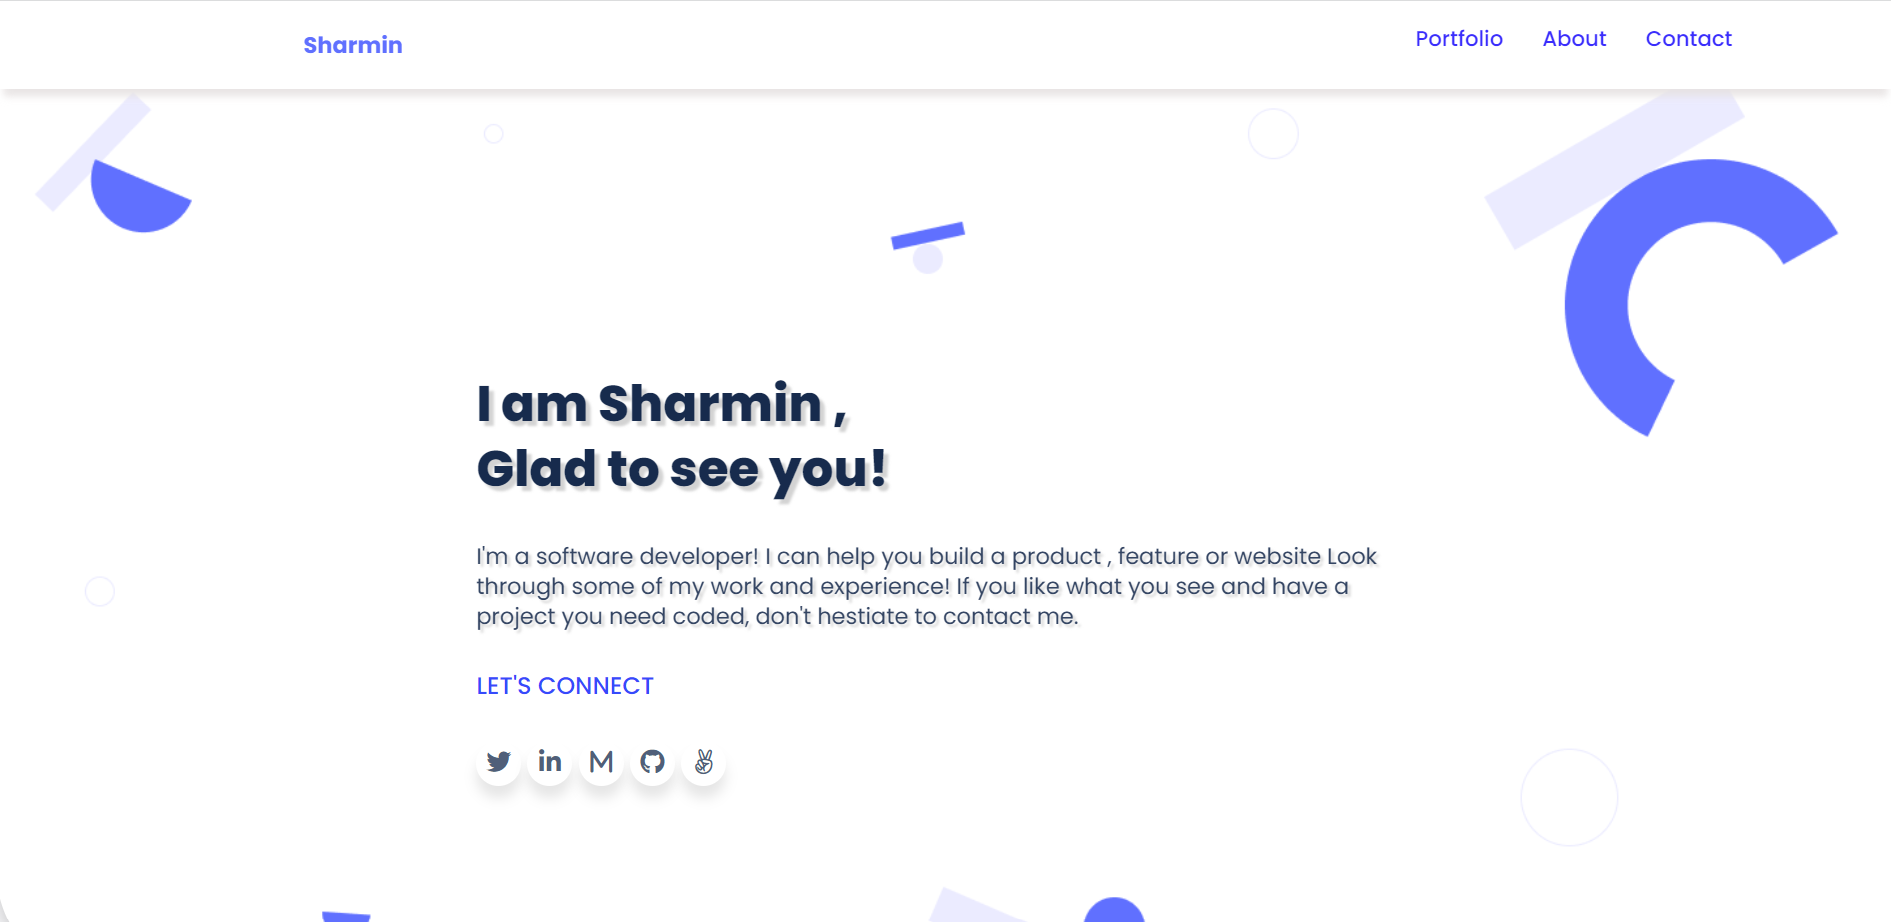 Sharmin
Portfolio About Contact
I am Sharmin ,
Glad to see you!
I'm a software developer! I can help you build a product , feature or website Look
through some of my work and experience! If you like what you see and have a
project you need coded, don't hestiate to contact me.
LET'S CONNECT